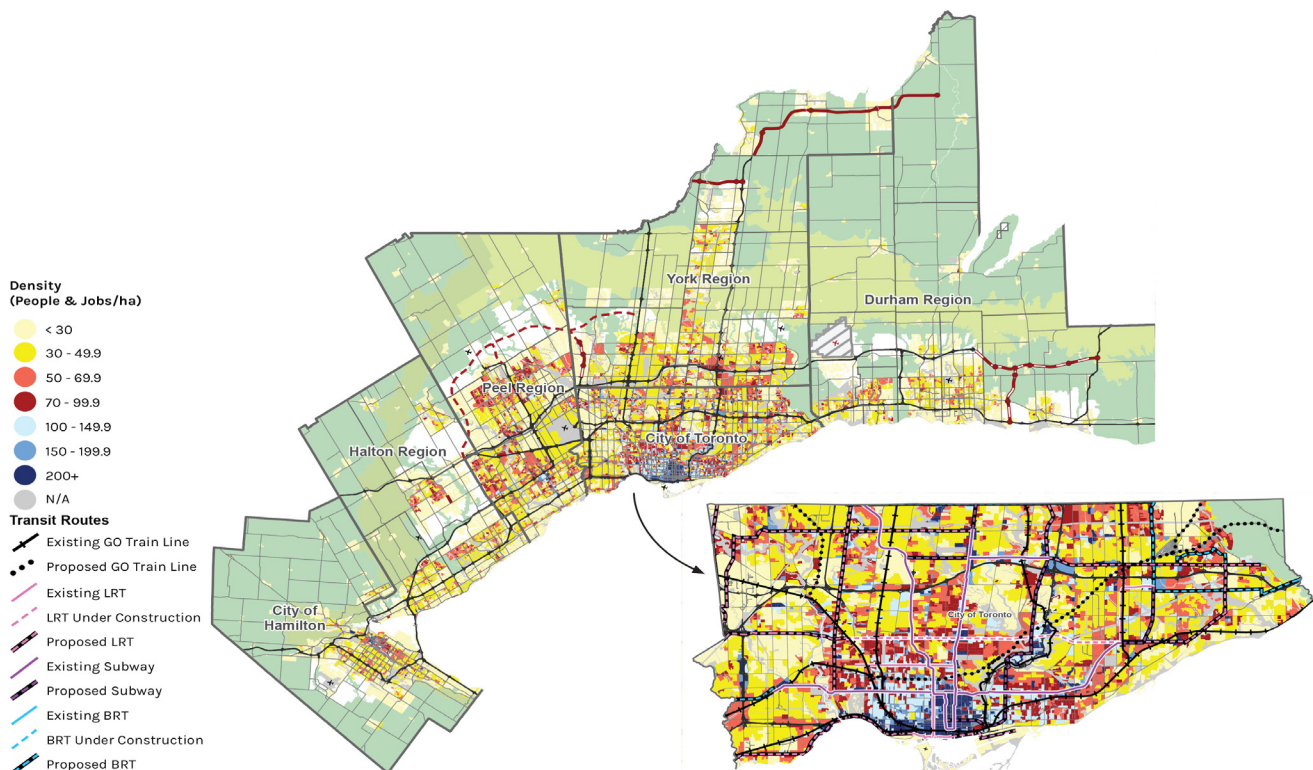 York Region
Durham Region
Density
(People & Jobs/ha)
< 30
30 - 49.9
50 - 69.9
70 - 99.9
100 - 149.9
150 - 199.9
200+
N/A
Transit Routes
Existing GO Train Line
Proposed GO Train Line
Existing LRT
LRT Under Construction
Proposed LRT
Existing Subway
Proposed Subway
Existing BRT
BRT Under Construction
Proposed BRT
Peel Region
City of Toronto
Halton Region
City of
Hamilton
City of Toronto